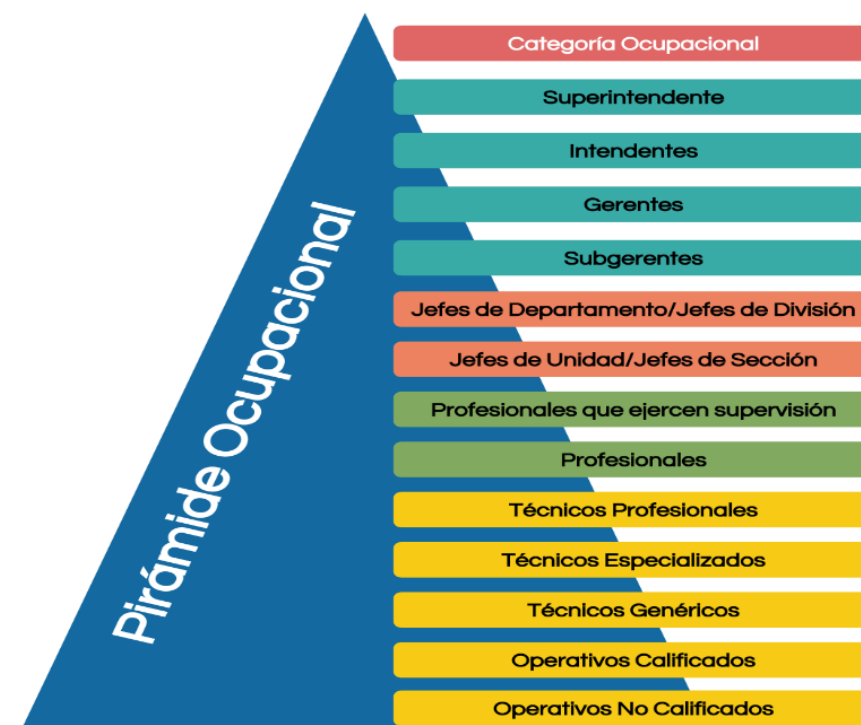 Pirámide Ocupacional
Categoría Ocupacional
Superintendente
Intendentes
Gerentes
Subgerentes
Jefes de Departamento/Jefes de División
Jefes de Unidad/Jefes de Sección
Profesionales que ejercen supervisión
Profesionales
Técnicos Profesionales
Técnicos Especializados
Técnicos Genéricos
Operativos Calificados
Operativos No Calificados